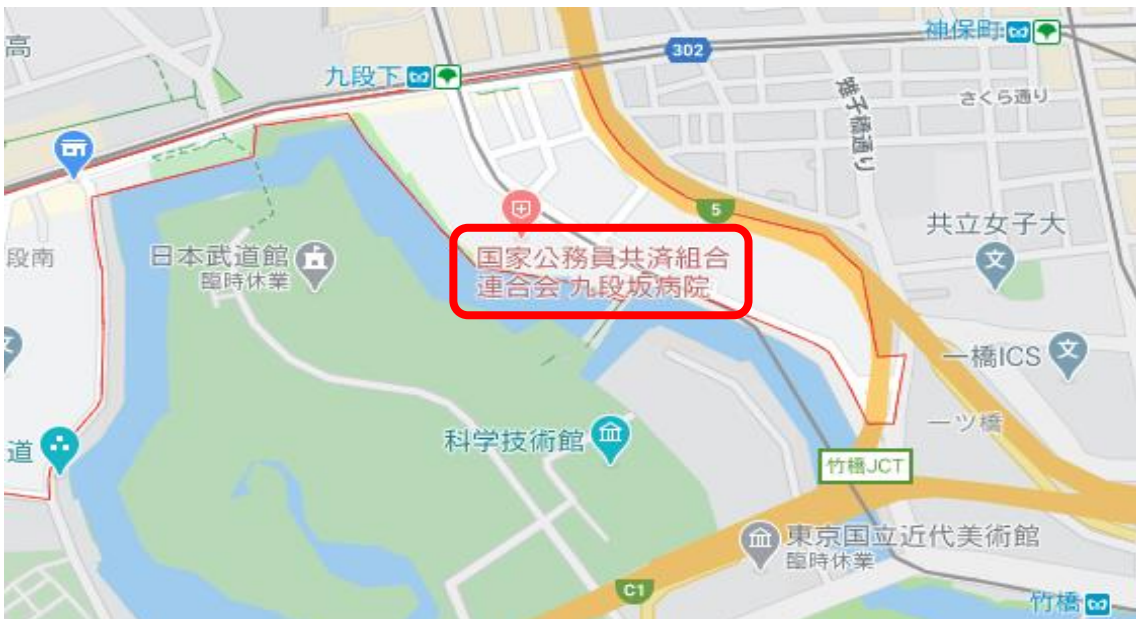 高
神保町
302
九段下
雉子橋通り
さくら通り
5
共立女子大
文
段南
日本武道館
臨時休業
国家公務員共済組合
連合会 九段坂病院
一橋ICS
文
一ツ橋
道
科学技術館
竹橋JCT
東京国立近代美術館
臨時休業
C1
竹橋